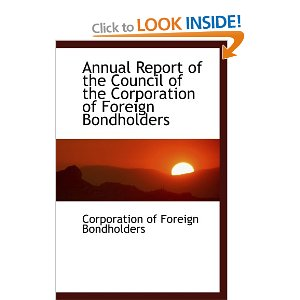 Click to LOOK INSIDE!
Annual Report of
the Council of
the Corporation
of Foreign
Bondholders
Corporation of Foreign
Bondholders